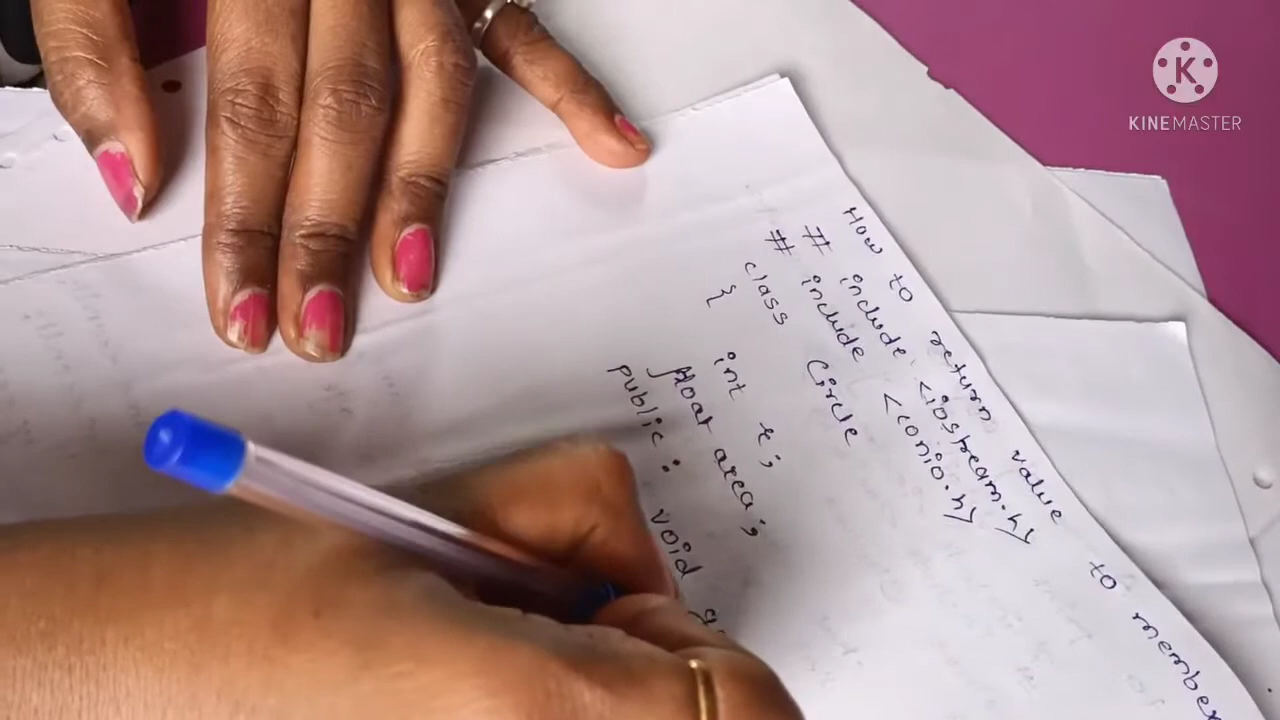 How to return value to member
# include <iostream.h>
# include <conio.h>
class Circle
{
int r;
float area;
public: void
KINEMASTER